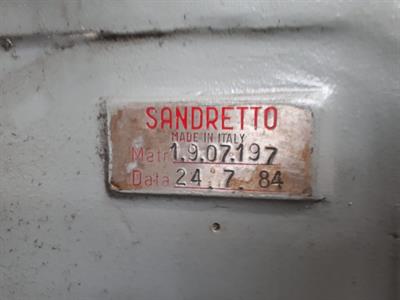 SANDRETTO
MADE IN ITALY
Matr 1.9.07.197
Data 24.7.84